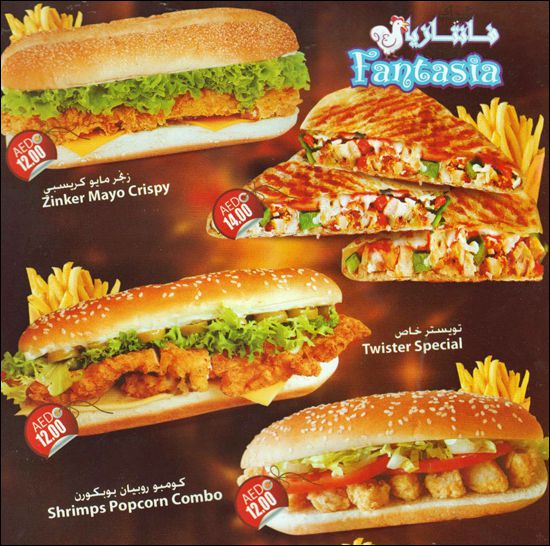 فانتازيا
Fantasia
AED
12.00
زنجر مايو كريسبي
Zinker Mayo Crispy
AED
14.00
تويستر خاص
Twister Special
AED
12.00
كومبو روبيان بوبكورن
Shrimps Popcorn Combo
AED
12.00